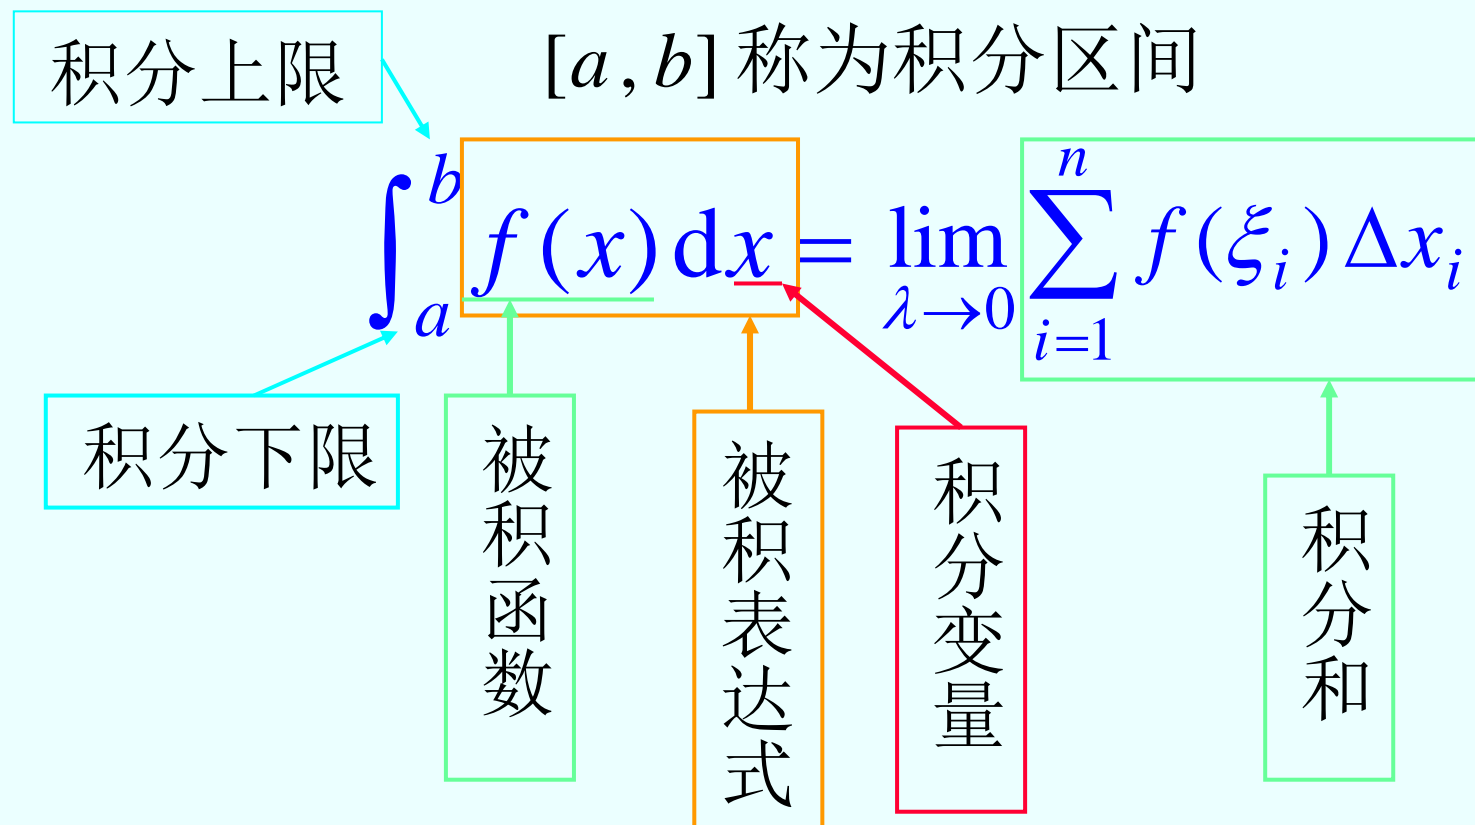 积分上限
[a, b] 称为积分区间
∫_a^b f(x) dx = lim_{λ→0} ∑_{i=1}^n f(ξ_i) Δx_i
积分下限
被积函数
被积表达式
积分变量
积分和